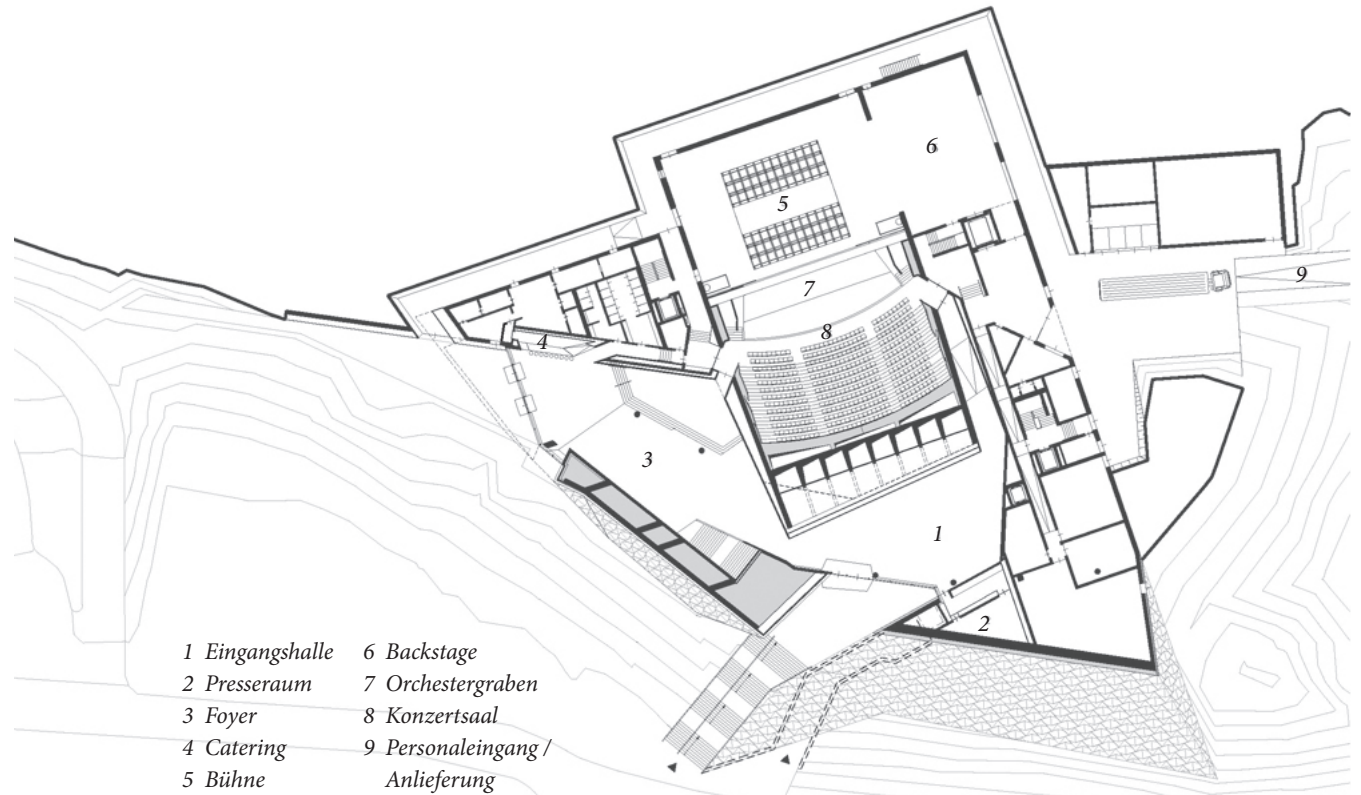 6
5
9
7
8
4
3
1
2
1 Eingangshalle
2 Presseraum
3 Foyer
4 Catering
5 Bühne
6 Backstage
7 Orchestergraben
8 Konzertsaal
9 Personaleingang /
Anlieferung